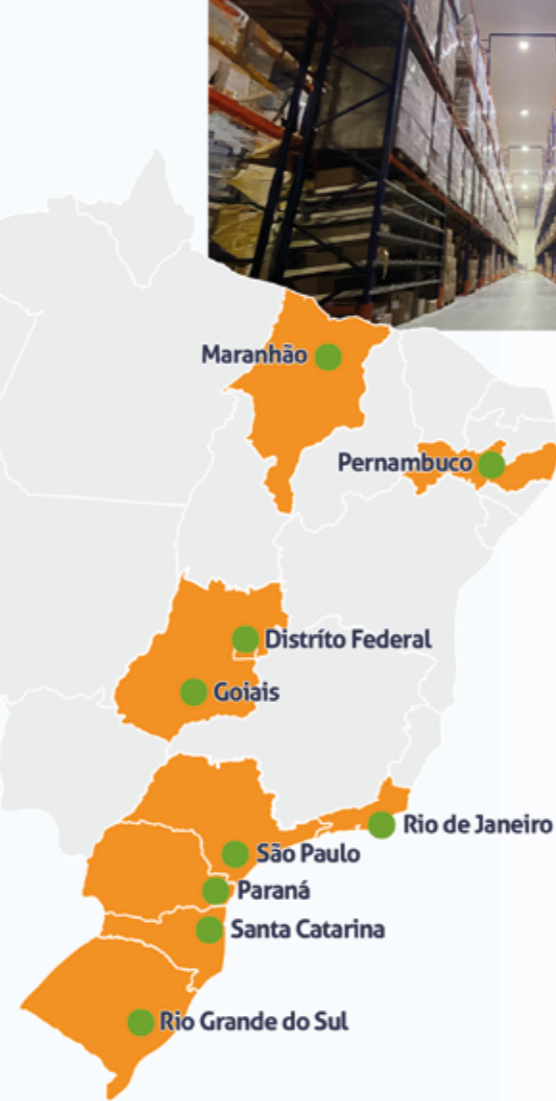 Maranhão
Pernambuco
Distrito Federal
Goiais
Rio de Janeiro
São Paulo
Paraná
Santa Catarina
Rio Grande do Sul